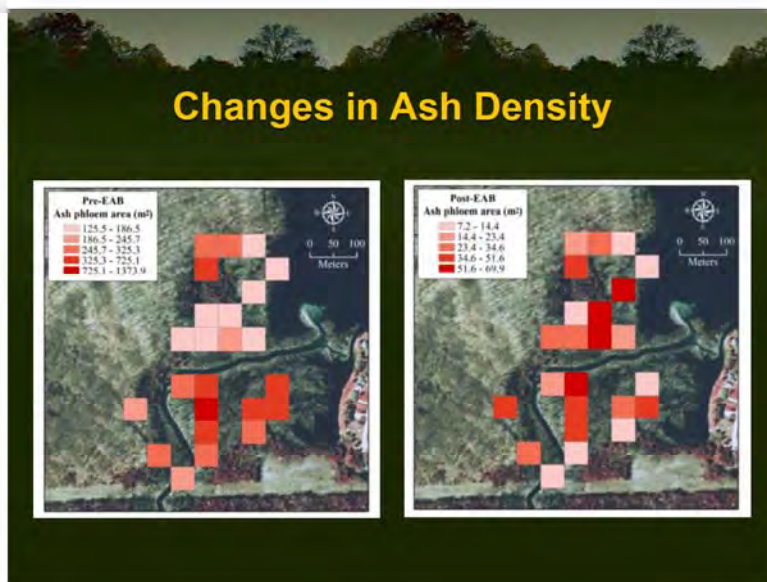 Changes in Ash Density
Pre-EAB
Ash phloem area (m²)
125.5 - 186.5
186.5 - 245.7
245.7 - 325.3
325.3 - 725.1
725.1 - 1373.9
N
0 50 100
Meters
Post-EAB
Ash phloem area (m²)
7.2 - 14.4
14.4 - 23.4
23.4 - 34.6
34.6 - 51.6
51.6 - 69.9
N
0 50 100
Meters